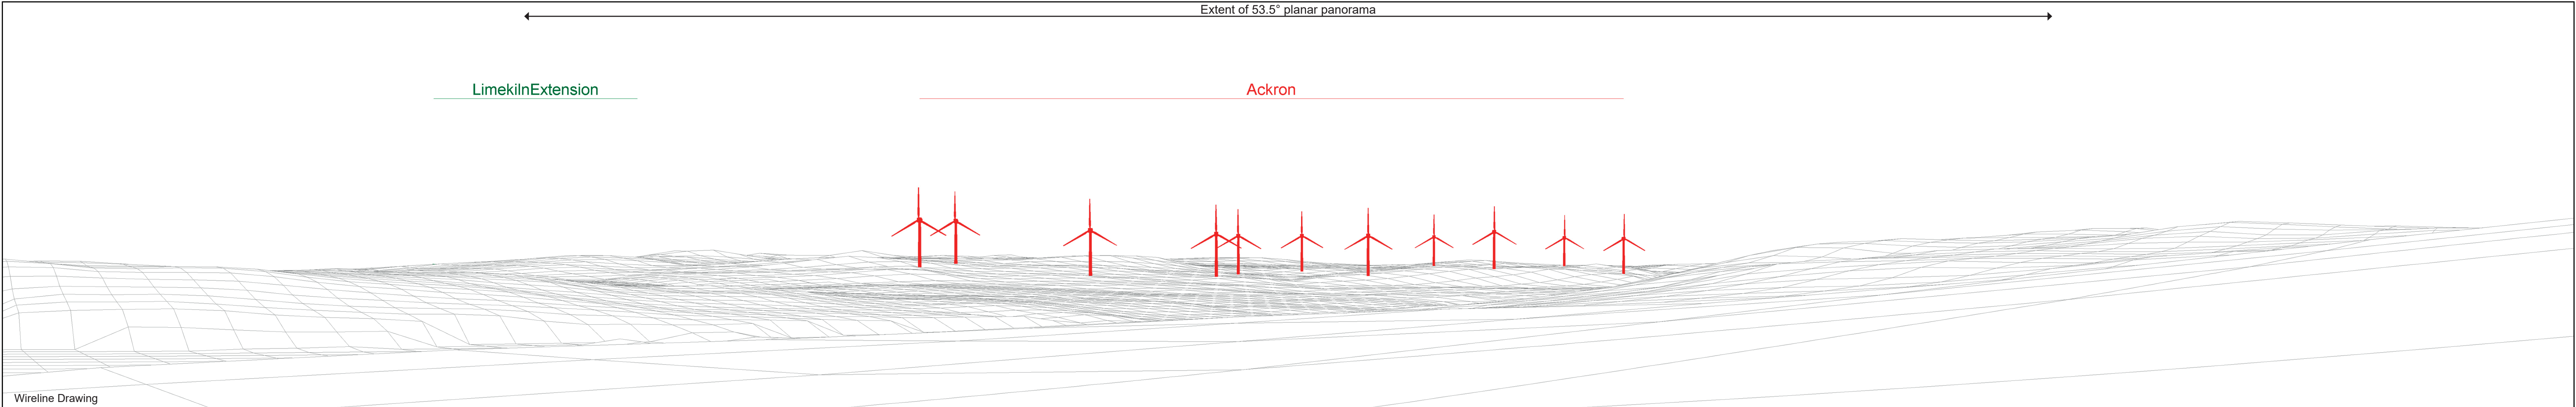 Extent of 53.5° planar panorama
LimekilnExtension
Ackron
Wireline Drawing